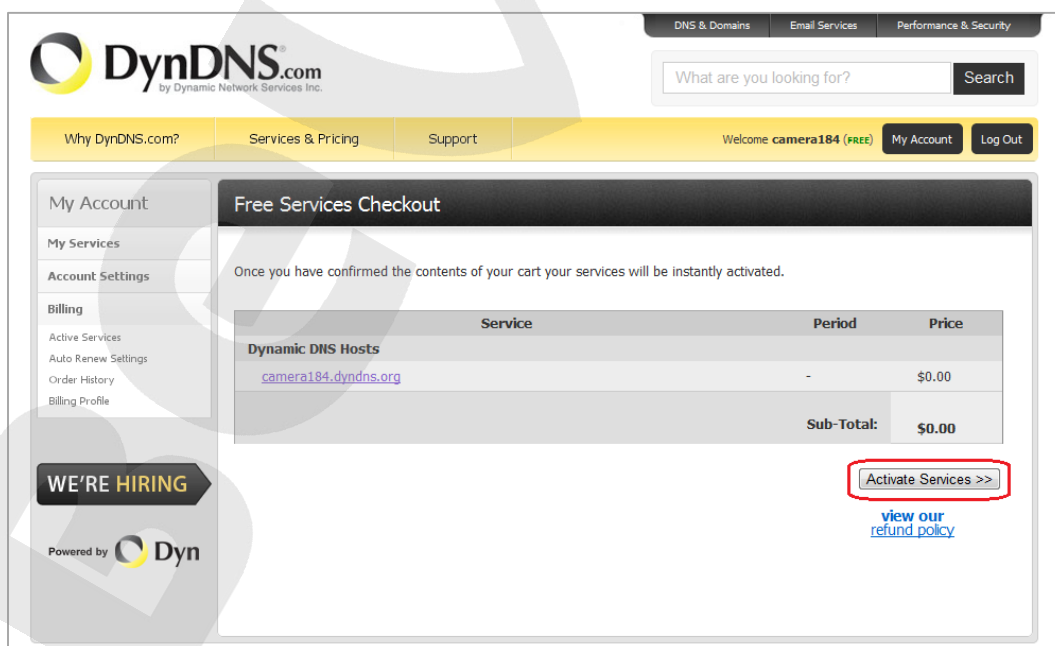 DNS & Domains Email Services Performance & Security
DynDNS.com
by Dynamic Network Services Inc.
What are you looking for? Search
Why DynDNS.com? Services & Pricing Support Welcome camera184 (FREE) My Account Log Out
My Account
Free Services Checkout
My Services
Account Settings
Billing
Active Services
Auto Renew Settings
Order History
Billing Profile
Once you have confirmed the contents of your cart your services will be instantly activated.
Service Period Price
Dynamic DNS Hosts
camera184.dyndns.org - $0.00
Sub-Total: $0.00
WE'RE HIRING
Activate Services >>
view our
refund policy
Powered by Dyn